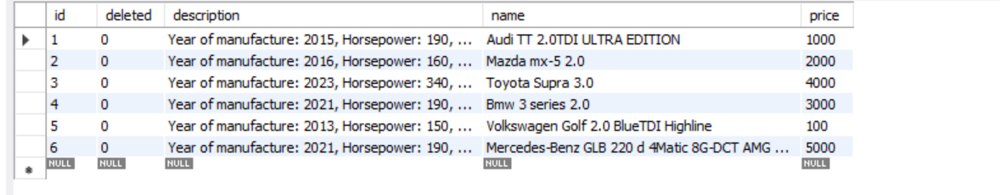 id deleted description name price
1 0 Year of manufacture: 2015, Horsepower: 190, ... Audi TT 2.0TDI ULTRA EDITION 1000
2 0 Year of manufacture: 2016, Horsepower: 160, ... Mazda mx-5 2.0 2000
3 0 Year of manufacture: 2023, Horsepower: 340, ... Toyota Supra 3.0 4000
4 0 Year of manufacture: 2021, Horsepower: 190, ... Bmw 3 series 2.0 3000
5 0 Year of manufacture: 2013, Horsepower: 150, ... Volkswagen Golf 2.0 BlueTDI Highline 100
6 0 Year of manufacture: 2021, Horsepower: 190, ... Mercedes-Benz GLB 220 d 4Matic 8G-DCT AMG ... 5000
NULL NULL NULL NULL NULL